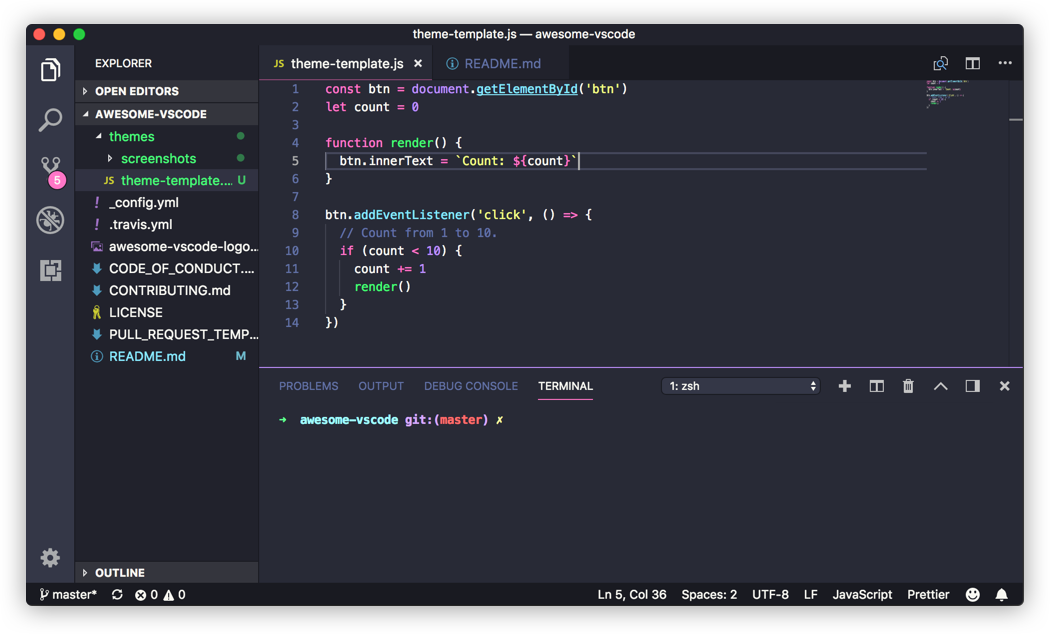 theme-template.js — awesome-vscode
EXPLORER
OPEN EDITORS
AWESOME-VSCODE
themes
screenshots
JS theme-template.... U
! _config.yml
! .travis.yml
awesome-vscode-logo...
CODE_OF_CONDUCT....
CONTRIBUTING.md
LICENSE
PULL_REQUEST_TEMP...
README.md M
5
OUTLINE
JS theme-template.js × README.md
1 const btn = document.getElementById('btn')
2 let count = 0
3
4 function render() {
5 btn.innerText = `Count: ${count}`
6 }
7
8 btn.addEventListener('click', () => {
9 // Count from 1 to 10.
10 if (count < 10) {
11 count += 1
12 render()
13 }
14 })
PROBLEMS OUTPUT DEBUG CONSOLE TERMINAL 1: zsh
→ awesome-vscode git:(master) ✗
master* 0 0 Ln 5, Col 36 Spaces: 2 UTF-8 LF JavaScript Prettier